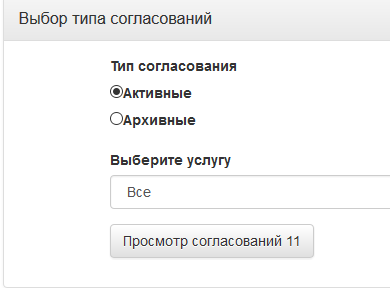 Выбор типа согласований
Тип согласования
Активные
Архивные
Выберите услугу
Все
Просмотр согласований 11